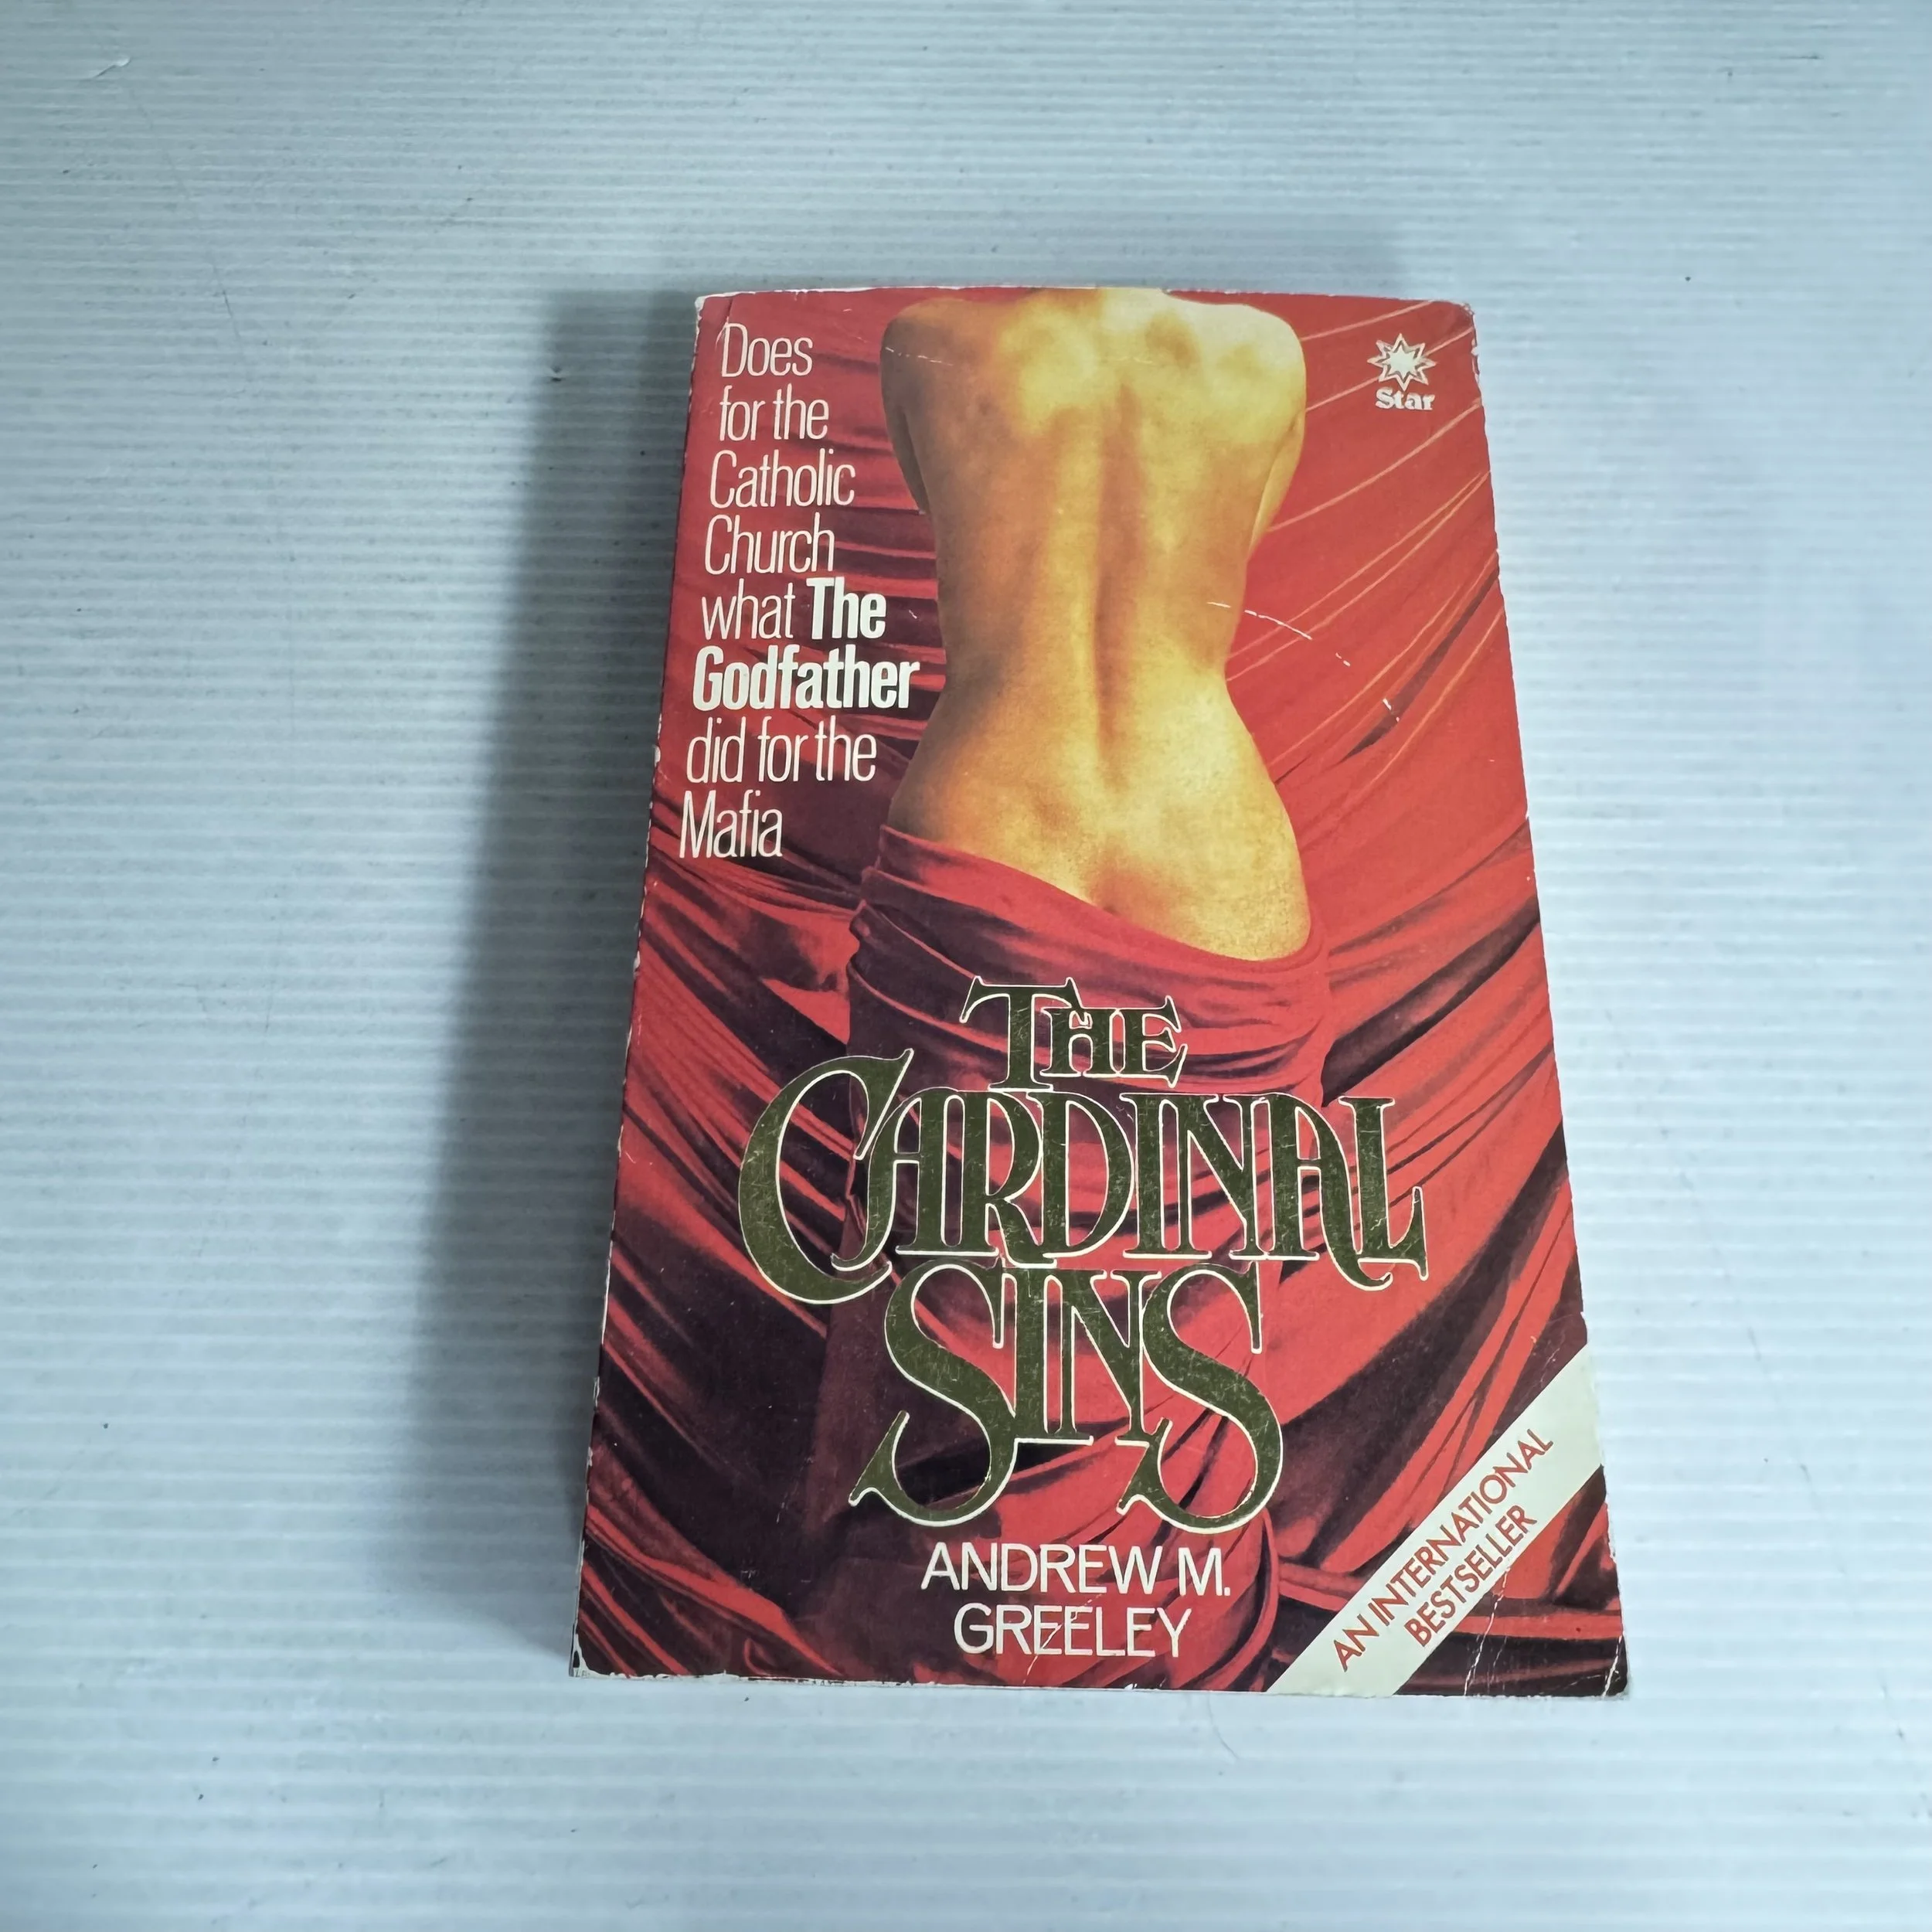 Does
for the
Catholic
Church
what The
Godfather
did for the
Mafia
Star
THE
CARDINAL
SINS
ANDREW M.
GREELEY
AN INTERNATIONAL
BESTSELLER